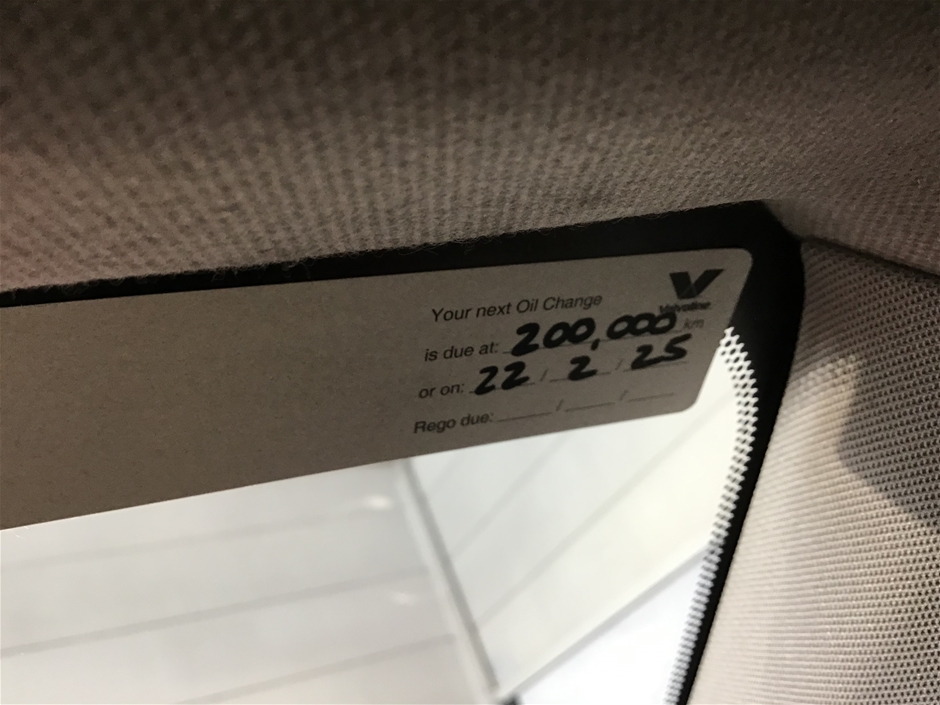 Your next Oil Change
Valvoline
is due at: 200,000 km
or on: 22 / 2 / 25
Rego due: / /